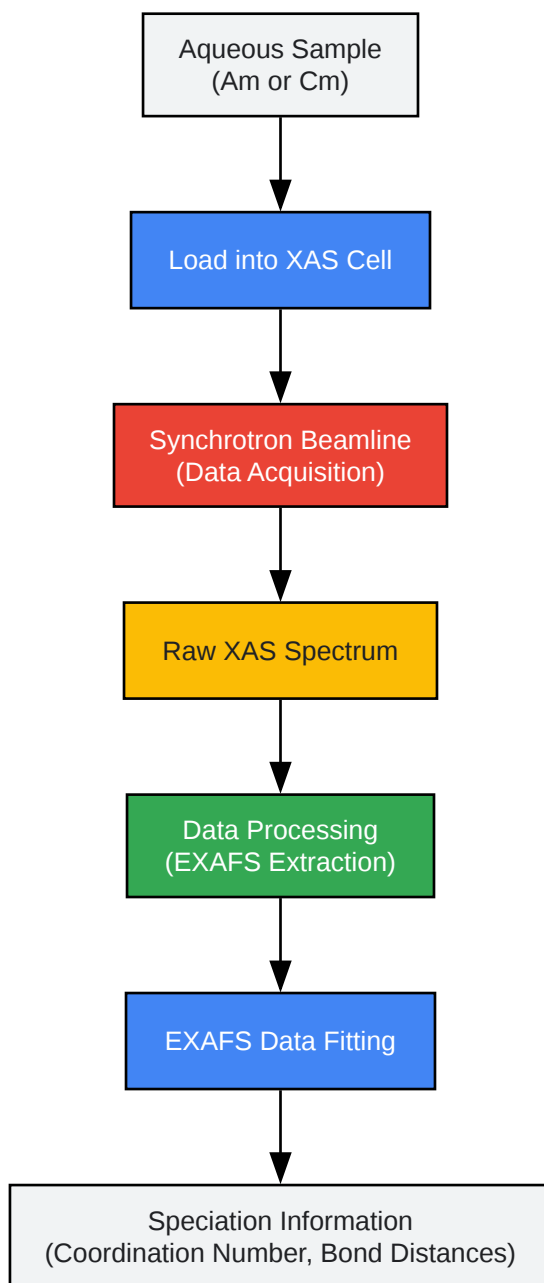 Aqueous Sample
(Am or Cm)
Load into XAS Cell
Synchrotron Beamline
(Data Acquisition)
Raw XAS Spectrum
Data Processing
(EXAFS Extraction)
EXAFS Data Fitting
Speciation Information
(Coordination Number, Bond Distances)